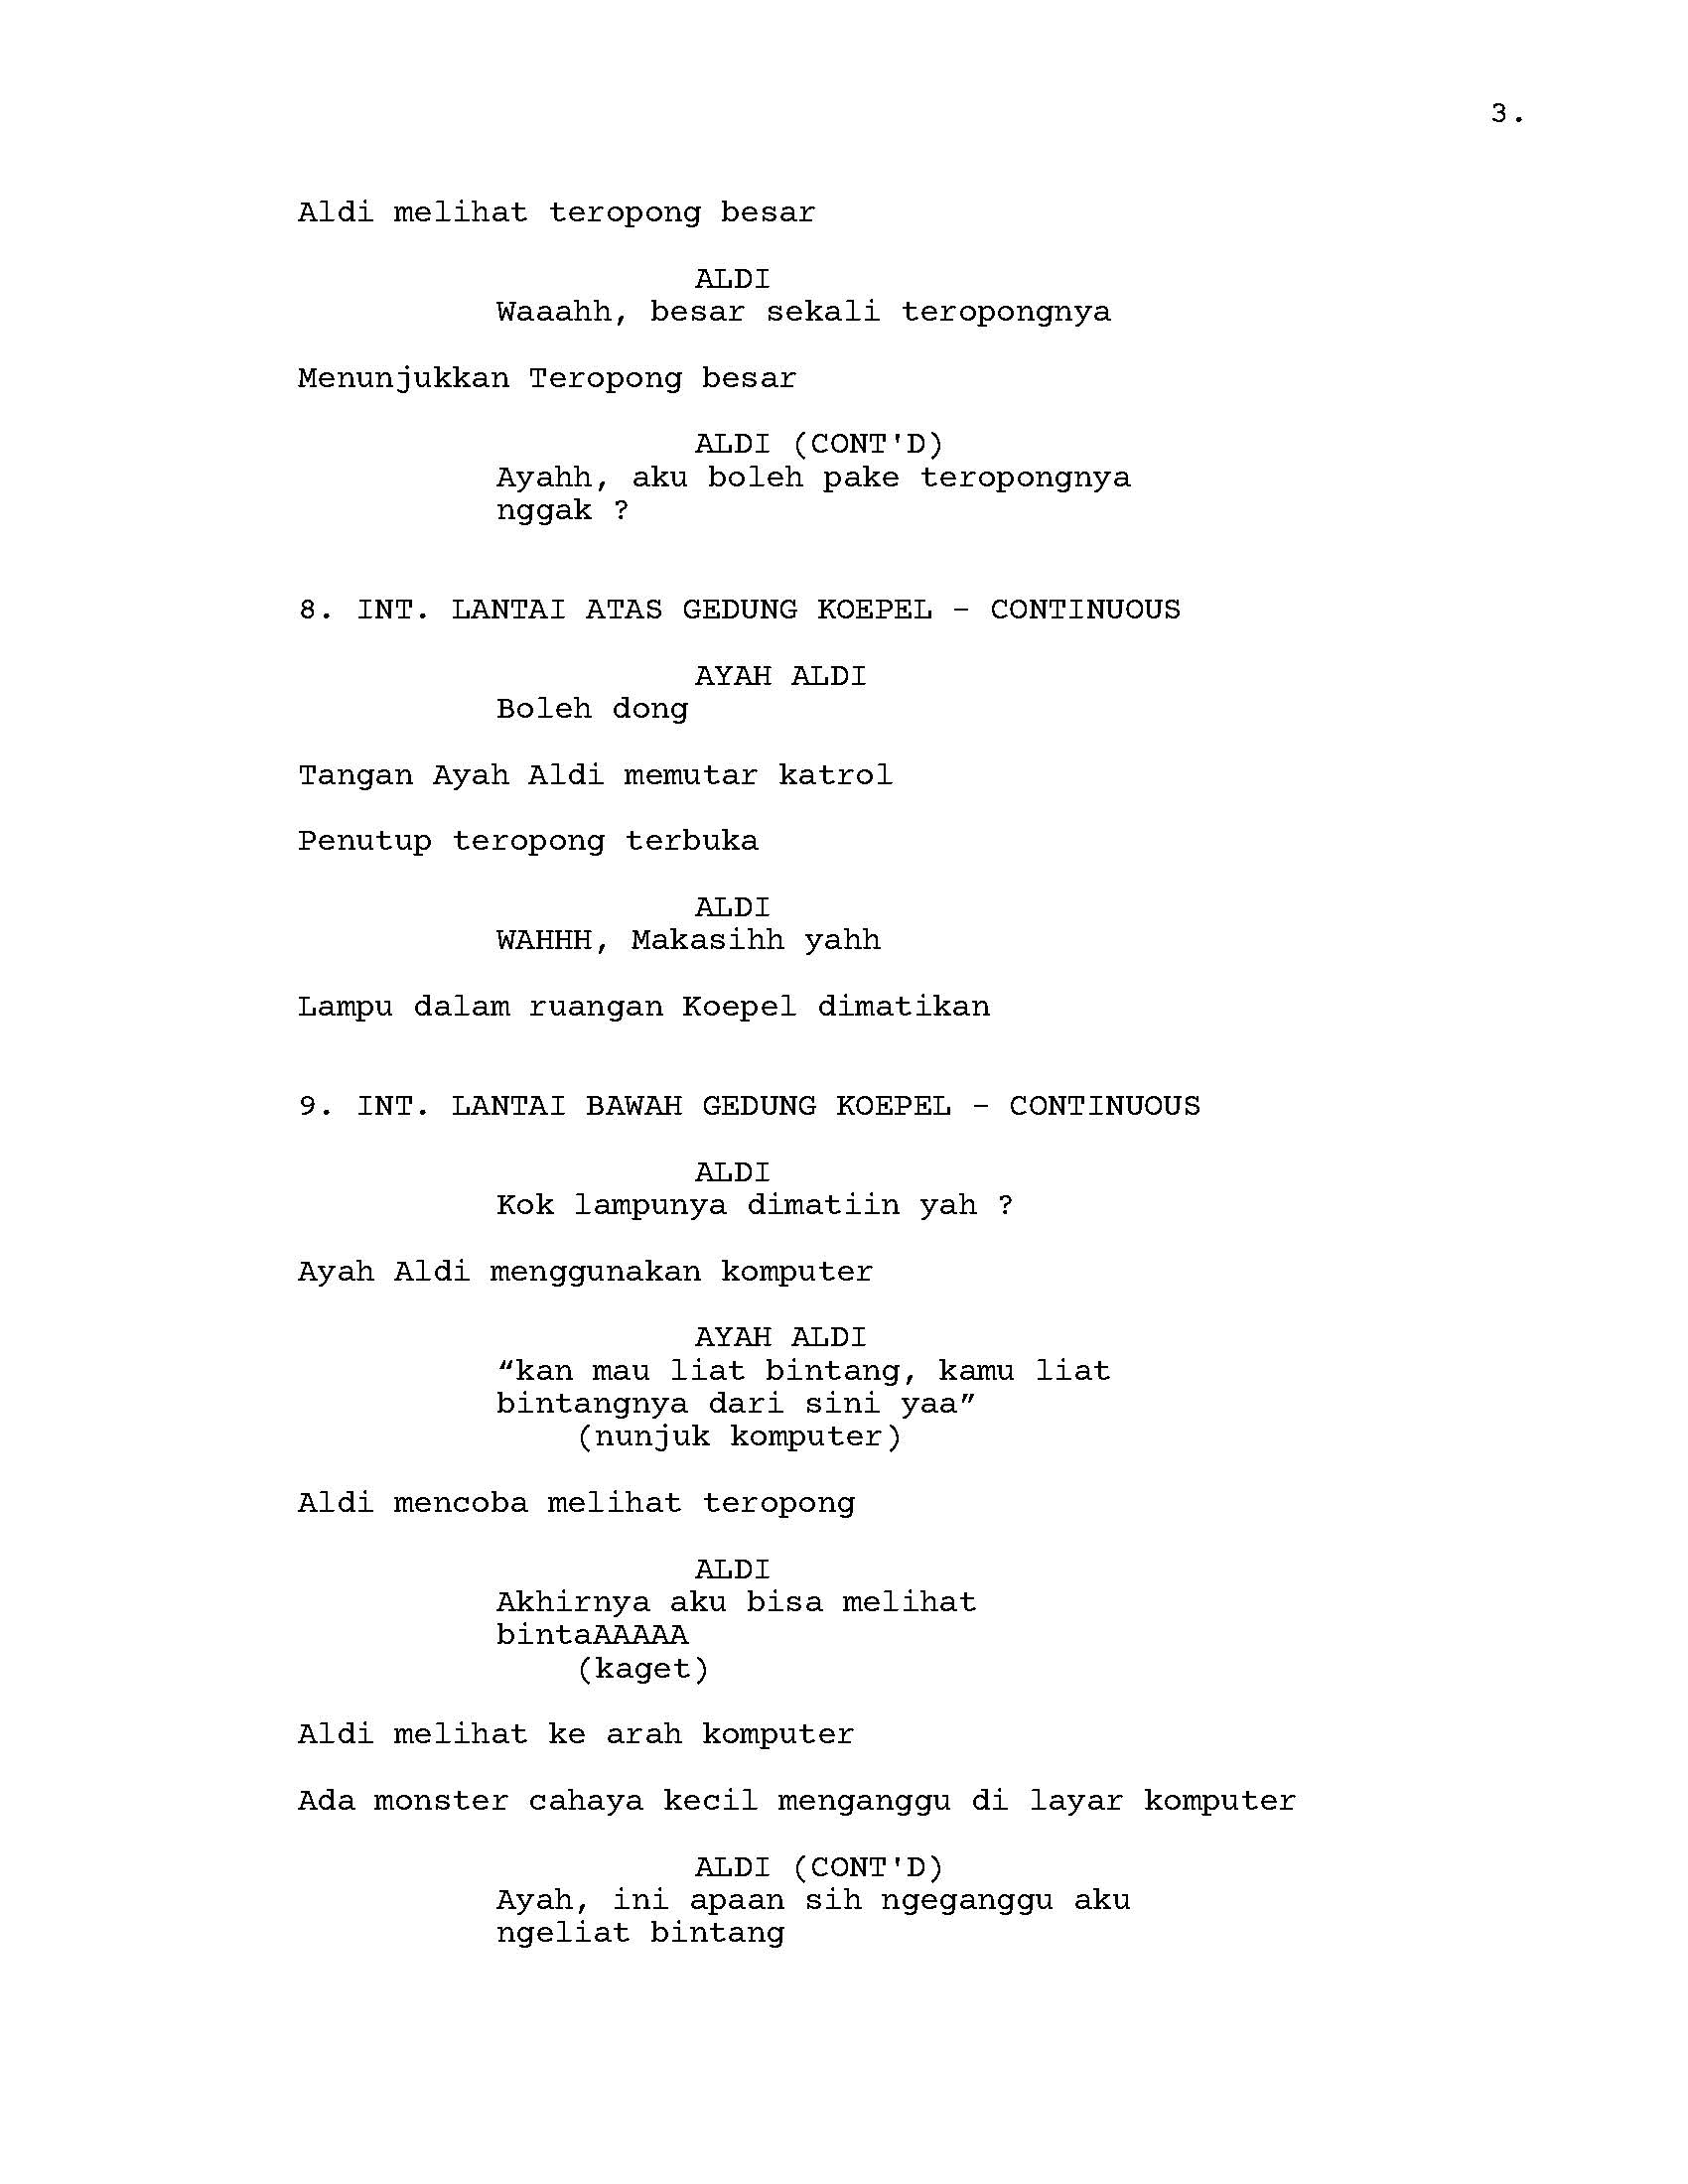 3.
Aldi melihat teropong besar
ALDI
Waaahh, besar sekali teropongnya
Menunjukkan Teropong besar
ALDI (CONT'D)
Ayahh, aku boleh pake teropongnya
nggak ?
8. INT. LANTAI ATAS GEDUNG KOEPEL – CONTINUOUS
AYAH ALDI
Boleh dong
Tangan Ayah Aldi memutar katrol
Penutup teropong terbuka
ALDI
WAHHH, Makasihh yahh
Lampu dalam ruangan Koepel dimatikan
9. INT. LANTAI BAWAH GEDUNG KOEPEL – CONTINUOUS
ALDI
Kok lampunya dimatiin yah ?
Ayah Aldi menggunakan komputer
AYAH ALDI
“kan mau liat bintang, kamu liat
bintangnya dari sini yaa”
(nunjuk komputer)
Aldi mencoba melihat teropong
ALDI
Akhirnya aku bisa melihat
bintaAAAAA
(kaget)
Aldi melihat ke arah komputer
Ada monster cahaya kecil menganggu di layar komputer
ALDI (CONT'D)
Ayah, ini apaan sih ngeganggu aku
ngeliat bintang